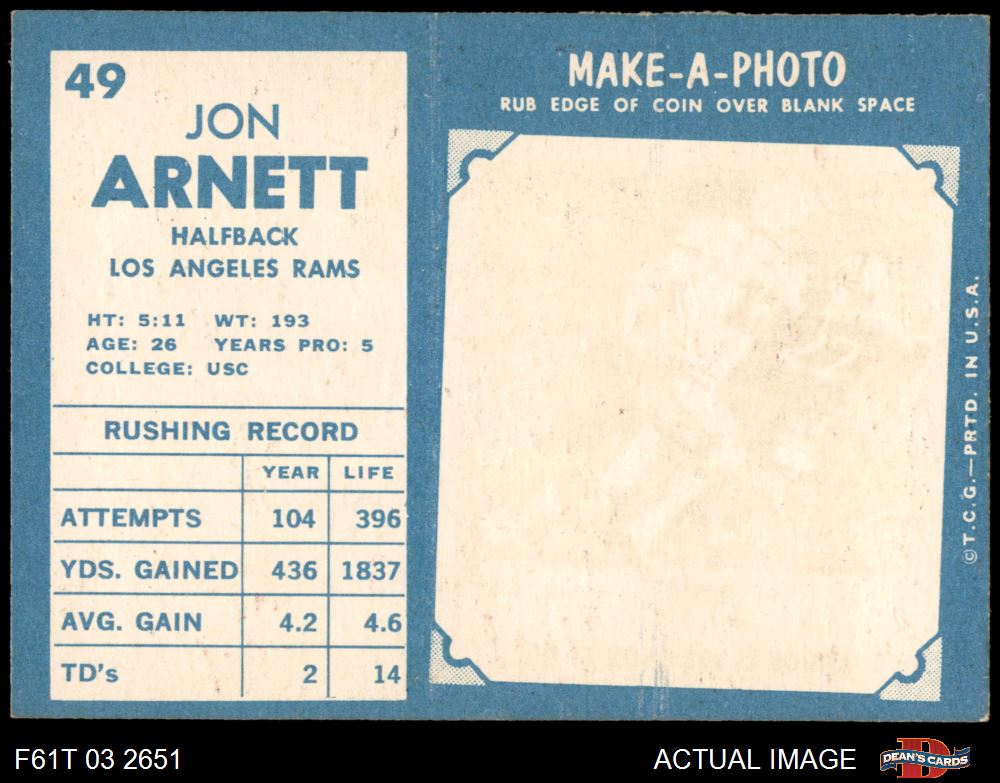 49
JON
ARNETT
HALFBACK
LOS ANGELES RAMS
HT: 5:11 WT: 193
AGE: 26 YEARS PRO: 5
COLLEGE: USC
RUSHING RECORD
YEAR LIFE
ATTEMPTS 104 396
YDS. GAINED 436 1837
AVG. GAIN 4.2 4.6
TD's 2 14
MAKE-A-PHOTO
RUB EDGE OF COIN OVER BLANK SPACE
©T.C.G.—PRTD. IN U.S.A.
F61T 03 2651
ACTUAL IMAGE
D
DEAN'S CARDS